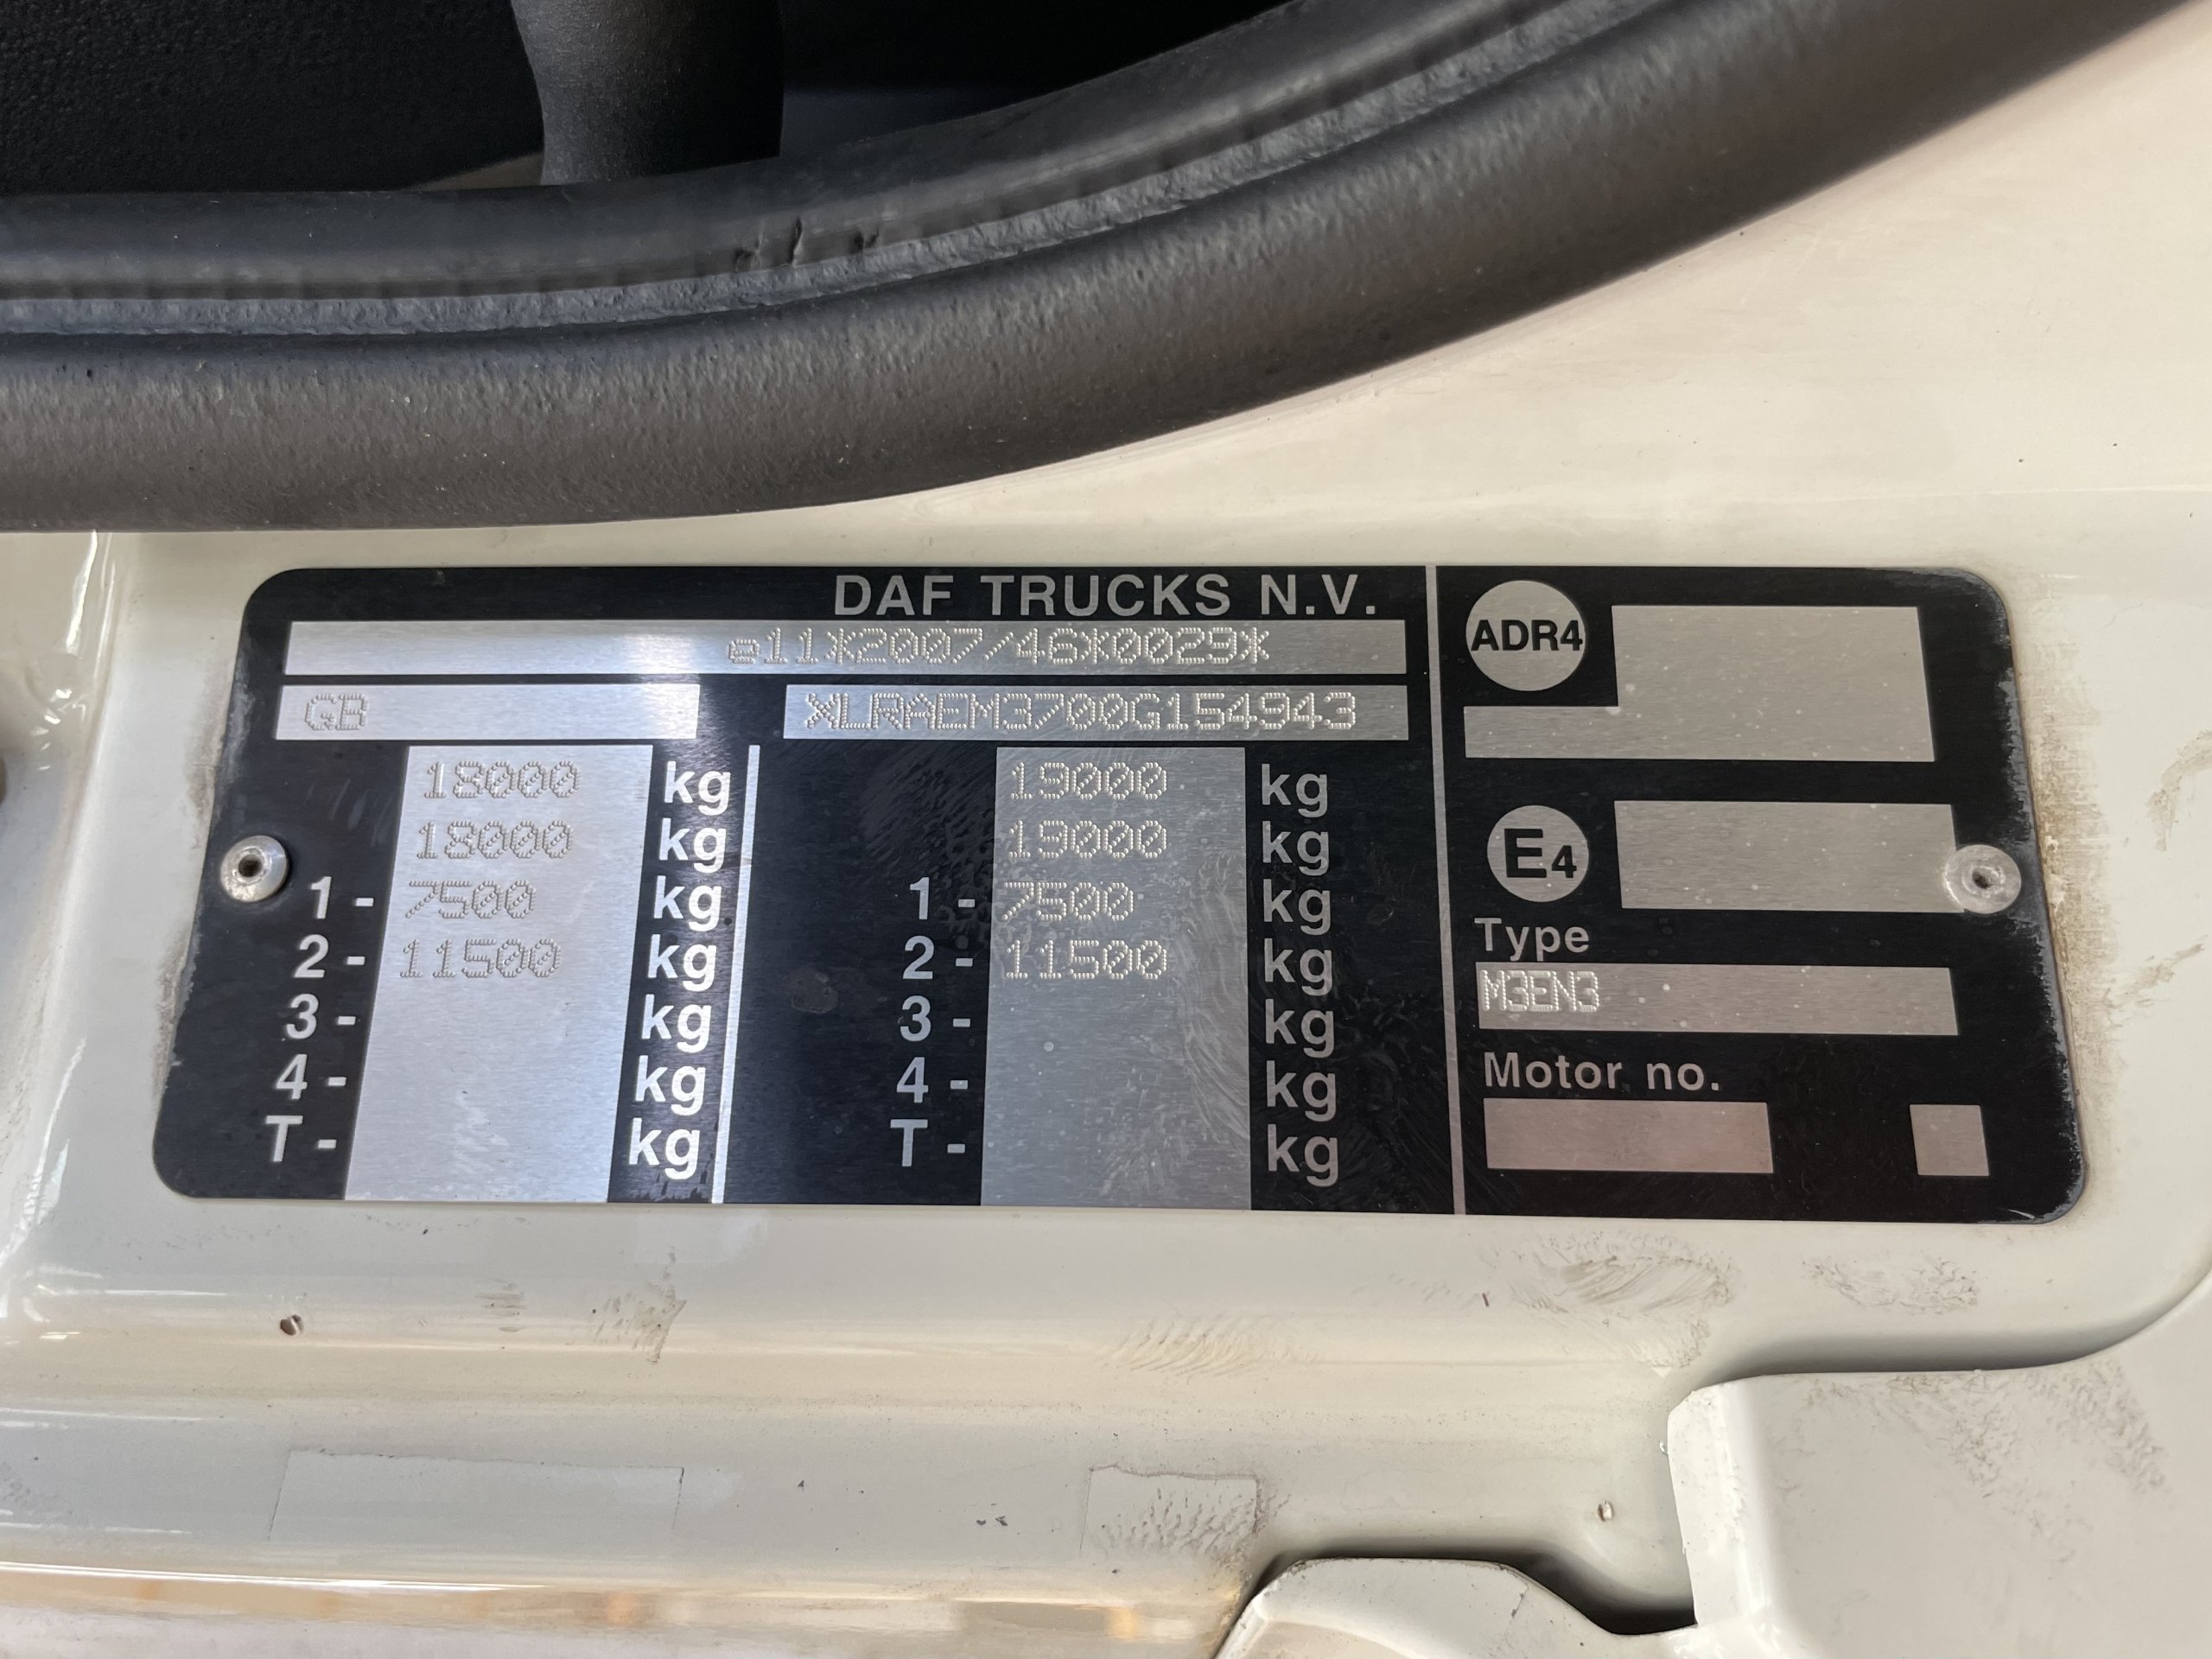 DAF TRUCKS N.V.
e11*2007/46*0029*
GB XLRAEM3700G154943
18000 kg 19000 kg
18000 kg 19000 kg
1- 7500 kg 1- 7500 kg
2- 11500 kg 2- 11500 kg
3- kg 3- kg
4- kg 4- kg
T- kg T- kg
ADR4
E4
Type
M3EN3
Motor no.